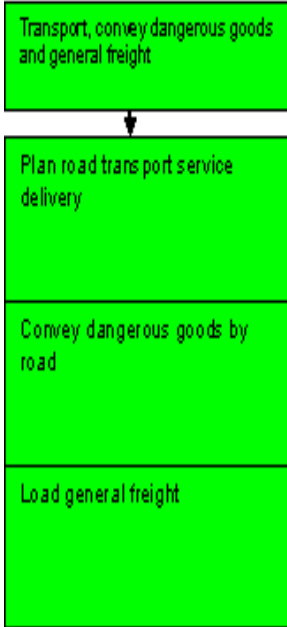 Transport, convey dangerous goods
and general freight
Plan road transport service
delivery
Convey dangerous goods by
road
Load general freight